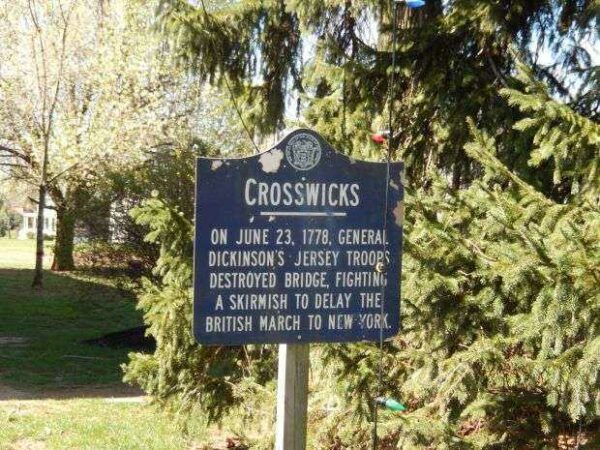 CROSSWICKS
ON JUNE 23, 1778, GENERAL
DICKINSON'S JERSEY TROOPS
DESTROYED BRIDGE, FIGHTING
A SKIRMISH TO DELAY THE
BRITISH MARCH TO NEW YORK.